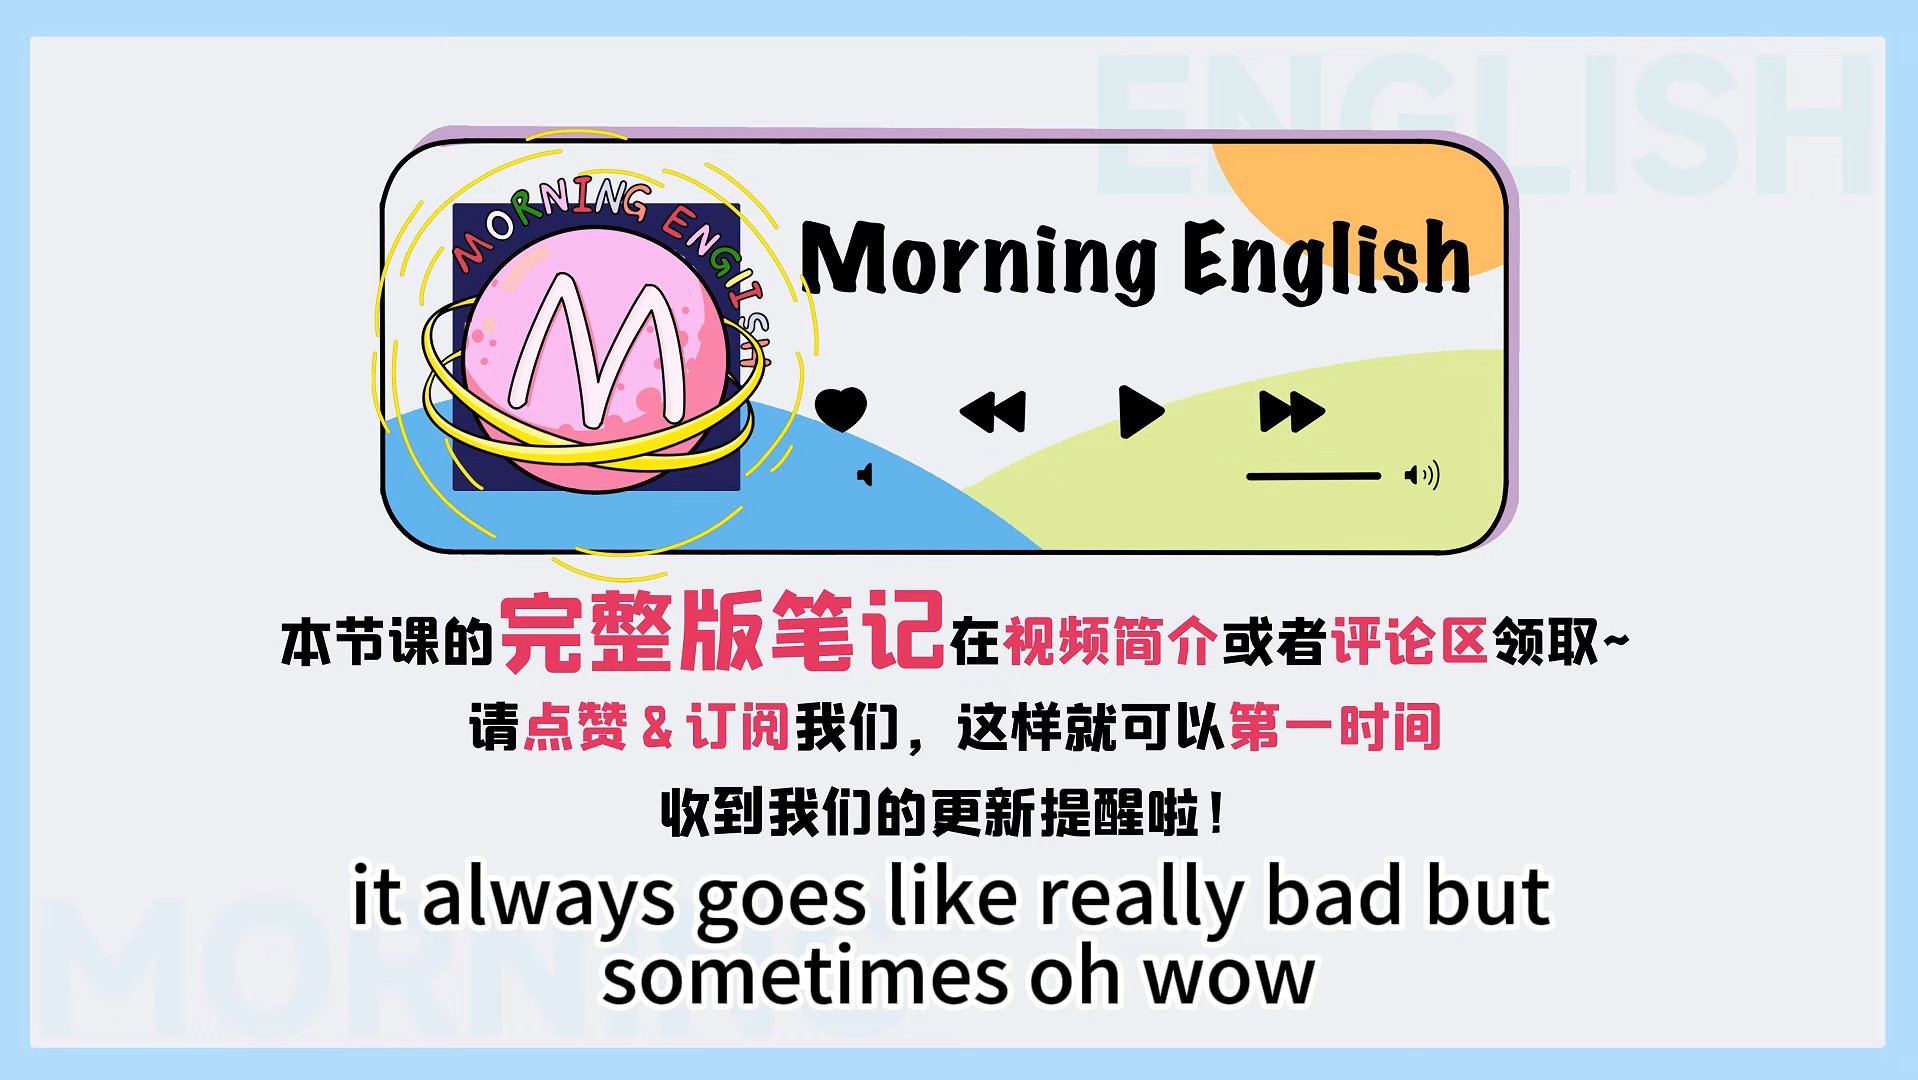 ENGLISH
MORNING ENGlISH
M
Morning English
本节课的完整版笔记在视频简介或者评论区领取~
请点赞&订阅我们，这样就可以第一时间
收到我们的更新提醒啦！
it always goes like really bad but
sometimes oh wow
MORNING